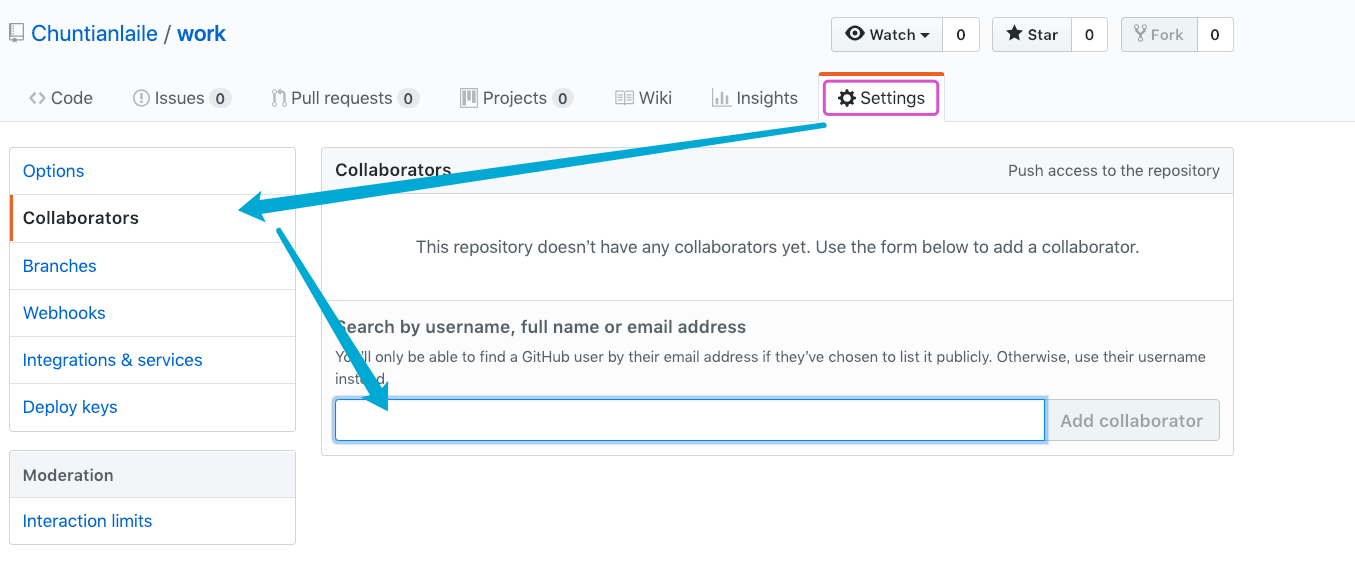 Chuntianlaile / work
Watch 0 Star 0 Fork 0
Code Issues 0 Pull requests 0 Projects 0 Wiki Insights Settings
Options
Collaborators
Branches
Webhooks
Integrations & services
Deploy keys
Moderation
Interaction limits
Collaborators Push access to the repository
This repository doesn't have any collaborators yet. Use the form below to add a collaborator.
Search by username, full name or email address
You'll only be able to find a GitHub user by their email address if they've chosen to list it publicly. Otherwise, use their username
instead.
Add collaborator